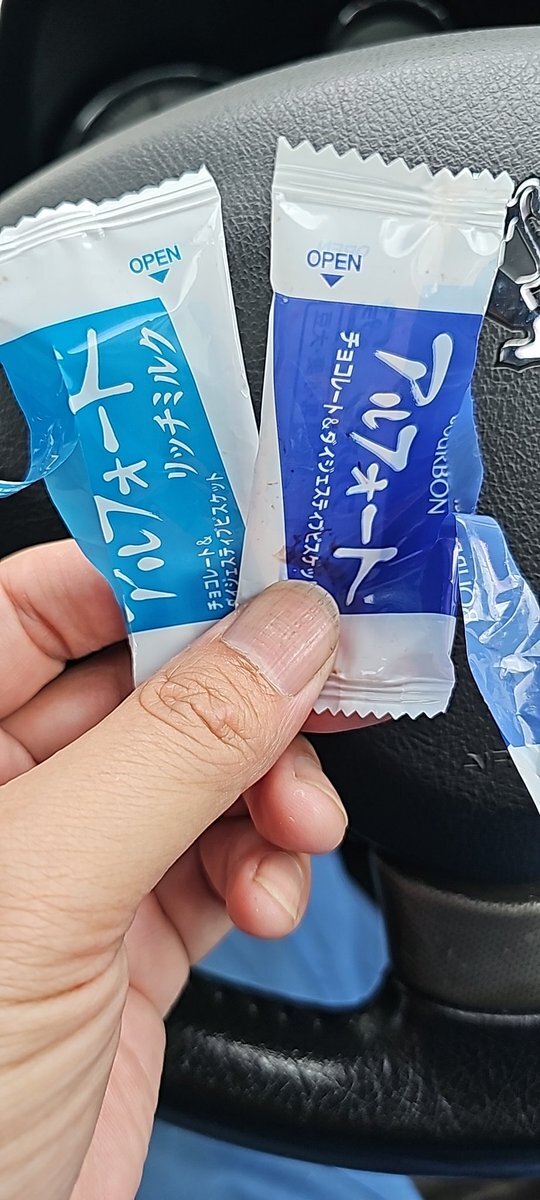 OPEN
アルフォート
リッチミルク
チョコレート&
ダイジェスティブビスケット
OPEN
アルフォート
チョコレート&ダイジェスティブビスケット
BOURBON